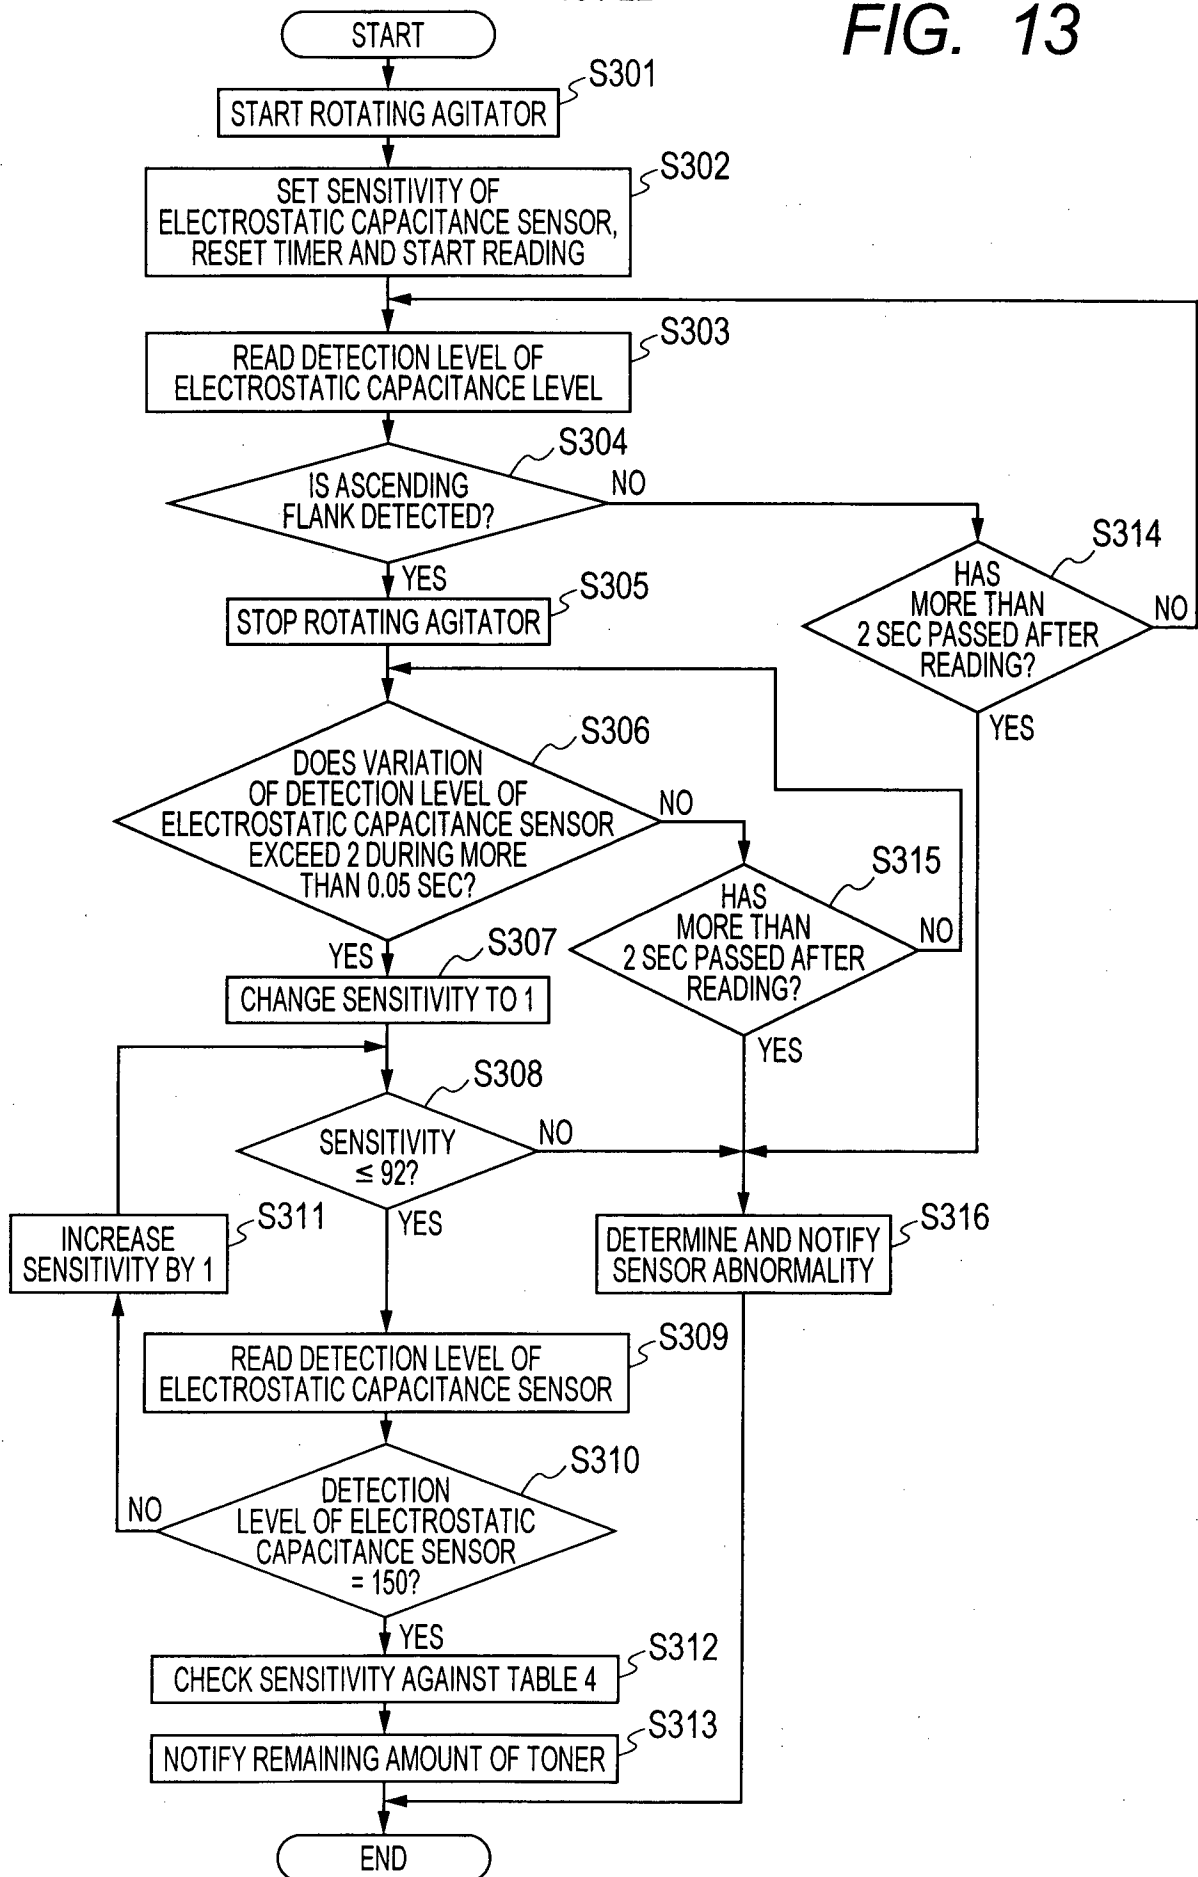 FIG. 13
START
S301
START ROTATING AGITATOR
S302
SET SENSITIVITY OF
ELECTROSTATIC CAPACITANCE SENSOR,
RESET TIMER AND START READING
S303
READ DETECTION LEVEL OF
ELECTROSTATIC CAPACITANCE LEVEL
S304
IS ASCENDING
FLANK DETECTED?
NO
YES
S314
HAS
MORE THAN
2 SEC PASSED AFTER
READING?
NO
YES
S305
STOP ROTATING AGITATOR
S306
DOES VARIATION
OF DETECTION LEVEL OF
ELECTROSTATIC CAPACITANCE SENSOR
EXCEED 2 DURING MORE
THAN 0.05 SEC?
NO
YES
S315
HAS
MORE THAN
2 SEC PASSED AFTER
READING?
NO
YES
S307
CHANGE SENSITIVITY TO 1
S308
SENSITIVITY
≤ 92?
NO
YES
S311
INCREASE
SENSITIVITY BY 1
S316
DETERMINE AND NOTIFY
SENSOR ABNORMALITY
S309
READ DETECTION LEVEL OF
ELECTROSTATIC CAPACITANCE SENSOR
S310
DETECTION
LEVEL OF ELECTROSTATIC
CAPACITANCE SENSOR
= 150?
NO
YES
S312
CHECK SENSITIVITY AGAINST TABLE 4
S313
NOTIFY REMAINING AMOUNT OF TONER
END